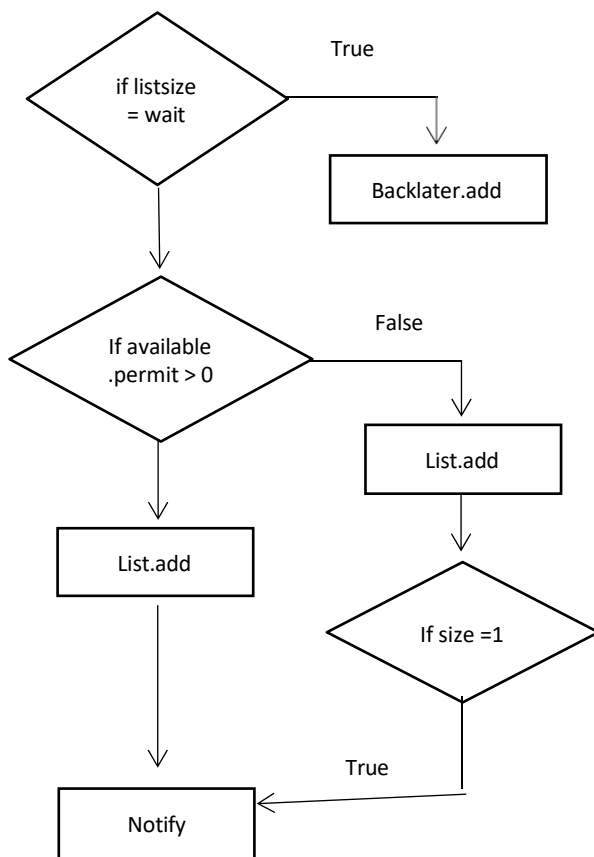 True
if listsize
= wait
Backlater.add
False
If available
.permit > 0
List.add
List.add
If size =1
True
Notify